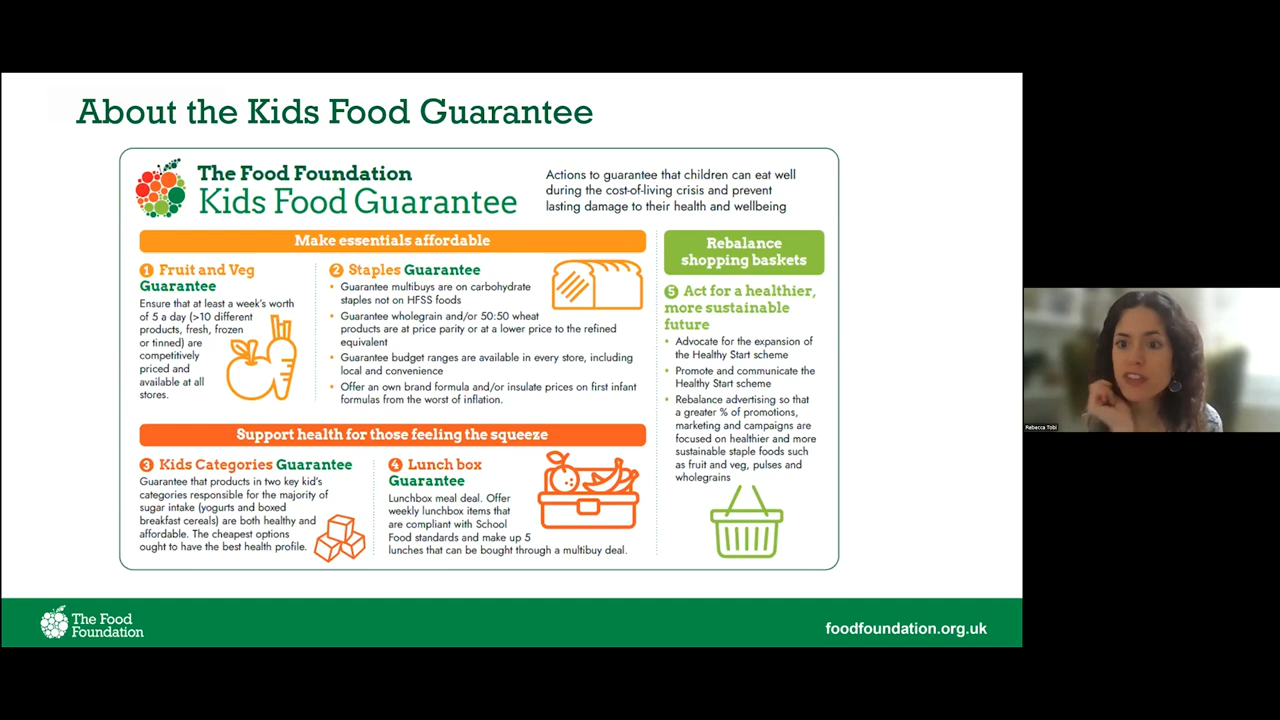 About the Kids Food Guarantee
The Food Foundation
Kids Food Guarantee
Actions to guarantee that children can eat well
during the cost-of-living crisis and prevent
lasting damage to their health and wellbeing
Make essentials affordable
1 Fruit and Veg
Guarantee
Ensure that at least a week's worth
of 5 a day (>10 different
products, fresh, frozen
or tinned) are
competitively
priced and
available at all
stores.
2 Staples Guarantee
• Guarantee multibuys are on carbohydrate
staples not on HFSS foods
• Guarantee wholegrain and/or 50:50 wheat
products are at price parity or at a lower price to the refined
equivalent
• Guarantee budget ranges are available in every store, including
local and convenience
• Offer an own brand formula and/or insulate prices on first infant
formulas from the worst of inflation.
Support health for those feeling the squeeze
3 Kids Categories Guarantee
Guarantee that products in two key kid's
categories responsible for the majority of
sugar intake (yogurts and boxed
breakfast cereals) are both healthy and
affordable. The cheapest options
ought to have the best health profile.
4 Lunch box
Guarantee
Lunchbox meal deal. Offer
weekly lunchbox items that
are compliant with School
Food standards and make up 5
lunches that can be bought through a multibuy deal.
Rebalance
shopping baskets
5 Act for a healthier,
more sustainable
future
• Advocate for the expansion of
the Healthy Start scheme
• Promote and communicate the
Healthy Start scheme
• Rebalance advertising so that
a greater % of promotions,
marketing and campaigns are
focused on healthier and more
sustainable staple foods such
as fruit and veg, pulses and
wholegrains
Rebecca Tobi
The Food
Foundation
foodfoundation.org.uk